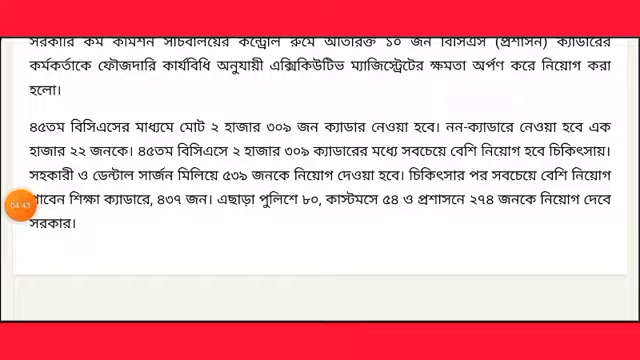 সরকারি কর্ম কমিশন সচিবালয়ের কন্ট্রোল রুমে অতিরিক্ত ১০ জন বিসিএস (প্রশাসন) ক্যাডারের
কর্মকর্তাকে ফৌজদারি কার্যবিধি অনুযায়ী এক্সিকিউটিভ ম্যাজিস্ট্রেটের ক্ষমতা অর্পণ করে নিয়োগ করা
হলো।
৪৫তম বিসিএসের মাধ্যমে মোট ২ হাজার ৩০৯ জন ক্যাডার নেওয়া হবে। নন-ক্যাডারে নেওয়া হবে এক
হাজার ২২ জনকে। ৪৫তম বিসিএসে ২ হাজার ৩০৯ ক্যাডারের মধ্যে সবচেয়ে বেশি নিয়োগ হবে চিকিৎসায়।
সহকারী ও ডেন্টাল সার্জন মিলিয়ে ৫৩৯ জনকে নিয়োগ দেওয়া হবে। চিকিৎসার পর সবচেয়ে বেশি নিয়োগ
পাবেন শিক্ষা ক্যাডারে, ৪৩৭ জন। এছাড়া পুলিশে ৮০, কাস্টমসে ৫৪ ও প্রশাসনে ২৭৪ জনকে নিয়োগ দেবে
সরকার।
04:43